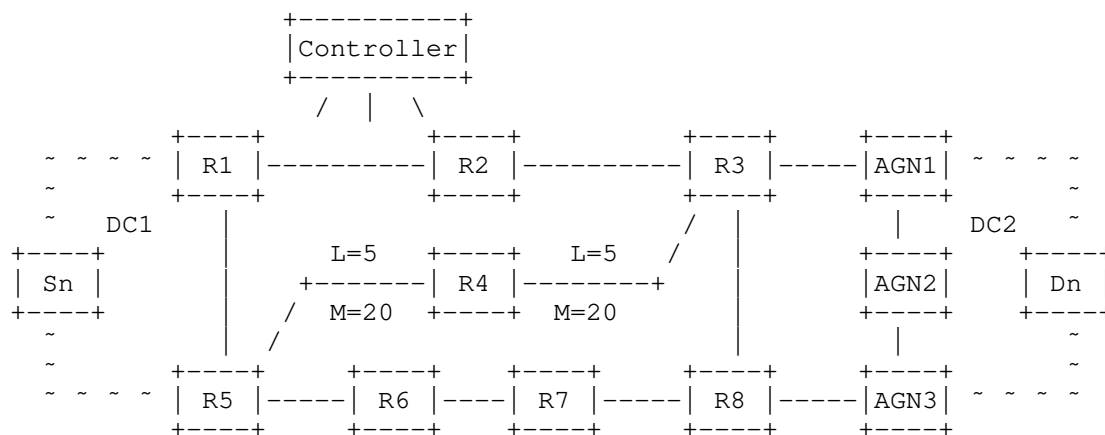 Controller
R1 R2 R3 AGN1
DC1 DC2
L=5 L=5
Sn R4 AGN2 Dn
M=20 M=20
R5 R6 R7 R8 AGN3